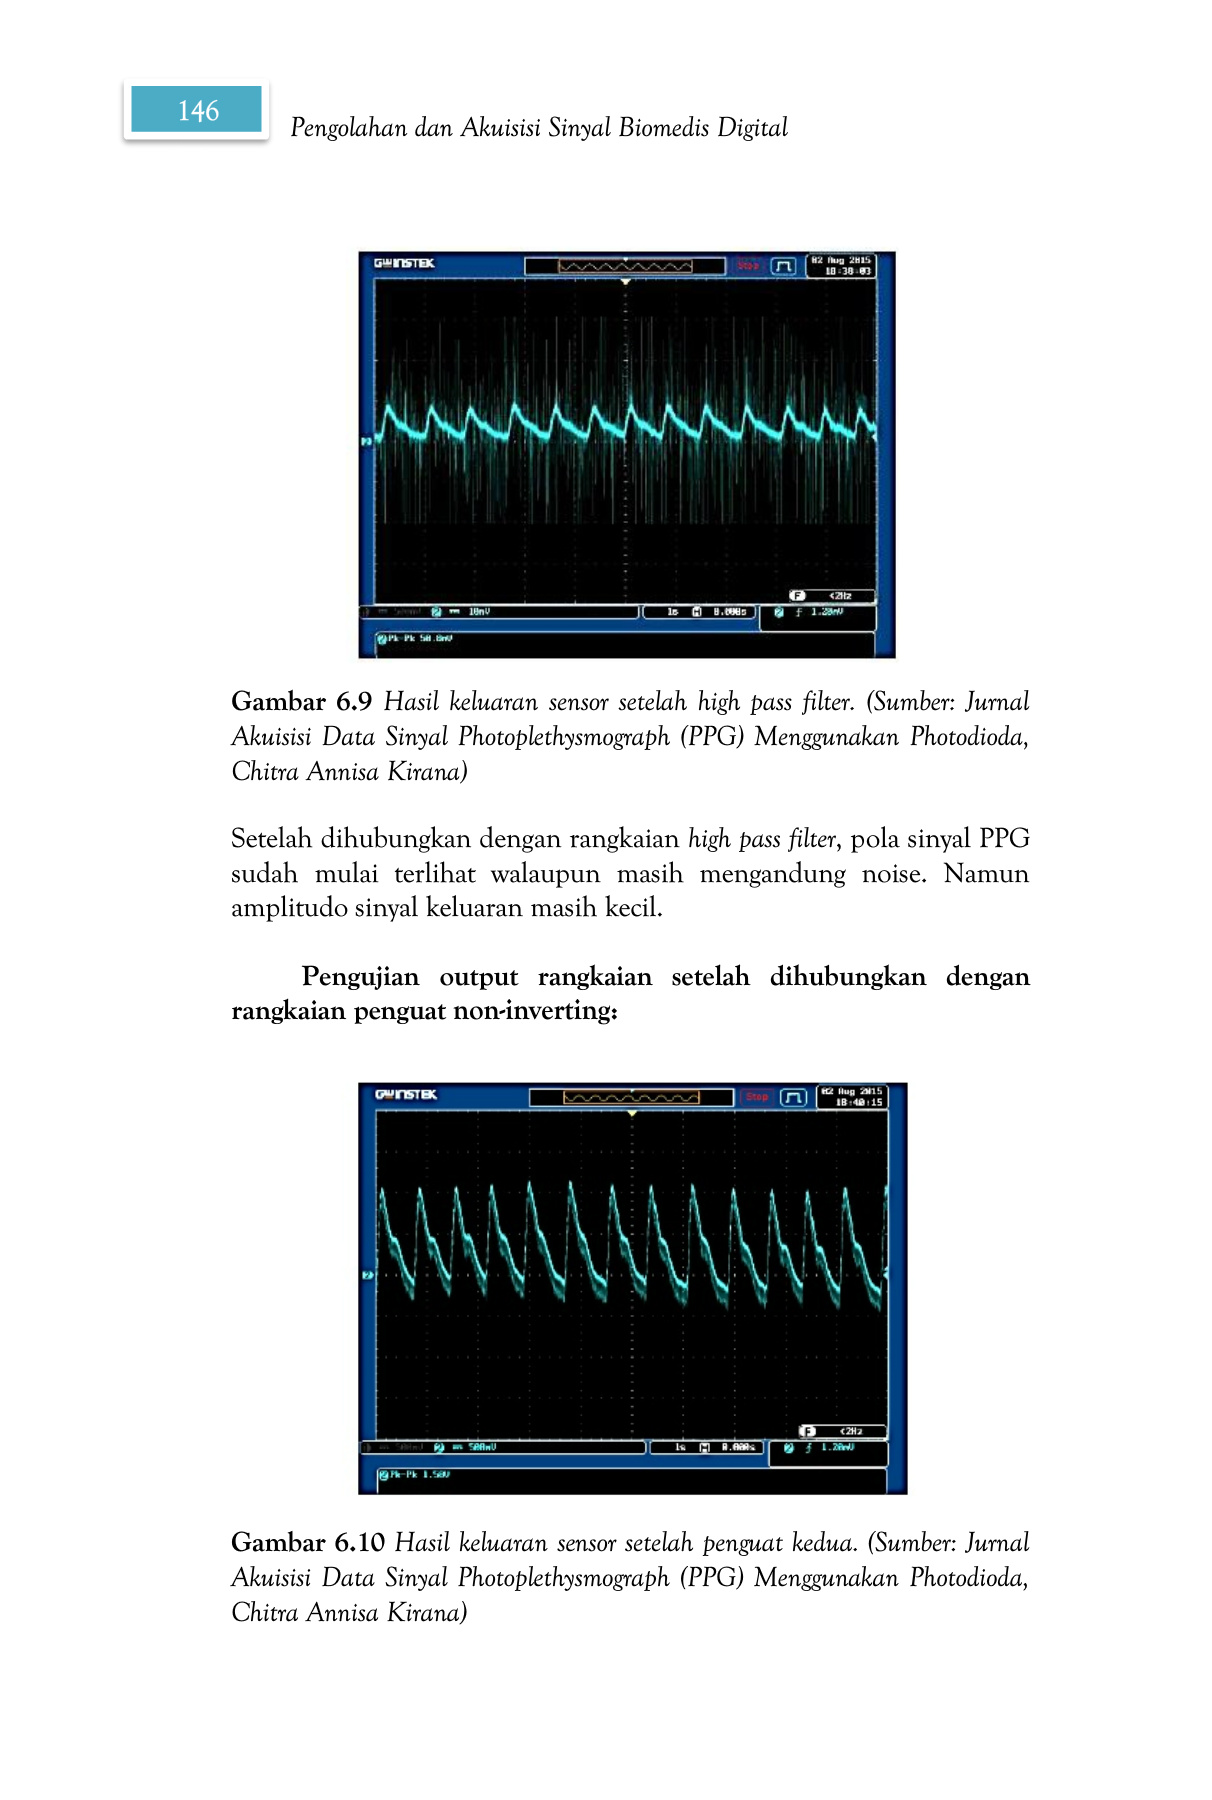 146
Pengolahan dan Akuisisi Sinyal Biomedis Digital
GWINSTEK
Stop
02 Aug 2015
18:38:03
2
F <2Hz
2 10mV
1s H 0.000s
2 1.20mV
2 Pk-Pk 50.8mV
Gambar 6.9 Hasil keluaran sensor setelah high pass filter. (Sumber: Jurnal
Akuisisi Data Sinyal Photoplethysmograph (PPG) Menggunakan Photodioda,
Chitra Annisa Kirana)
Setelah dihubungkan dengan rangkaian high pass filter, pola sinyal PPG
sudah mulai terlihat walaupun masih mengandung noise. Namun
amplitudo sinyal keluaran masih kecil.
Pengujian output rangkaian setelah dihubungkan dengan
rangkaian penguat non-inverting:
GWINSTEK
Stop
02 Aug 2015
18:40:15
2
F <2Hz
2 500mV
1s H 0.000s
2 1.20mV
2 Pk-Pk 1.50V
Gambar 6.10 Hasil keluaran sensor setelah penguat kedua. (Sumber: Jurnal
Akuisisi Data Sinyal Photoplethysmograph (PPG) Menggunakan Photodioda,
Chitra Annisa Kirana)